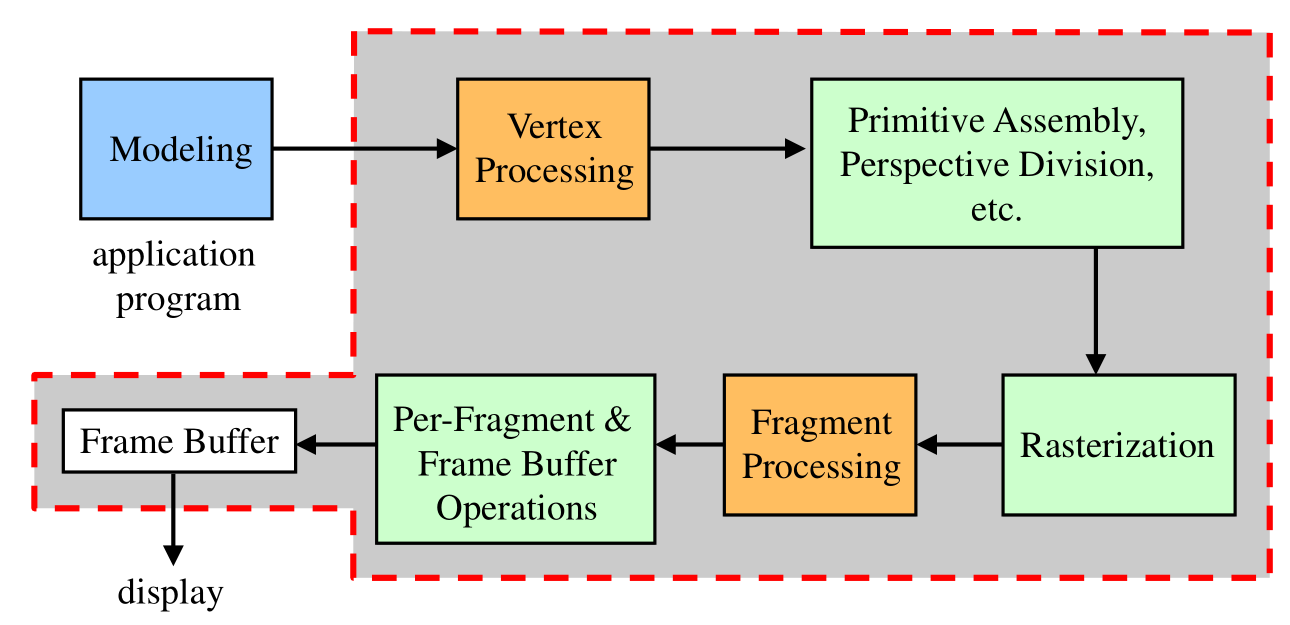 Modeling
application
program
Vertex
Processing
Primitive Assembly,
Perspective Division,
etc.
Rasterization
Fragment
Processing
Per-Fragment &
Frame Buffer
Operations
Frame Buffer
display